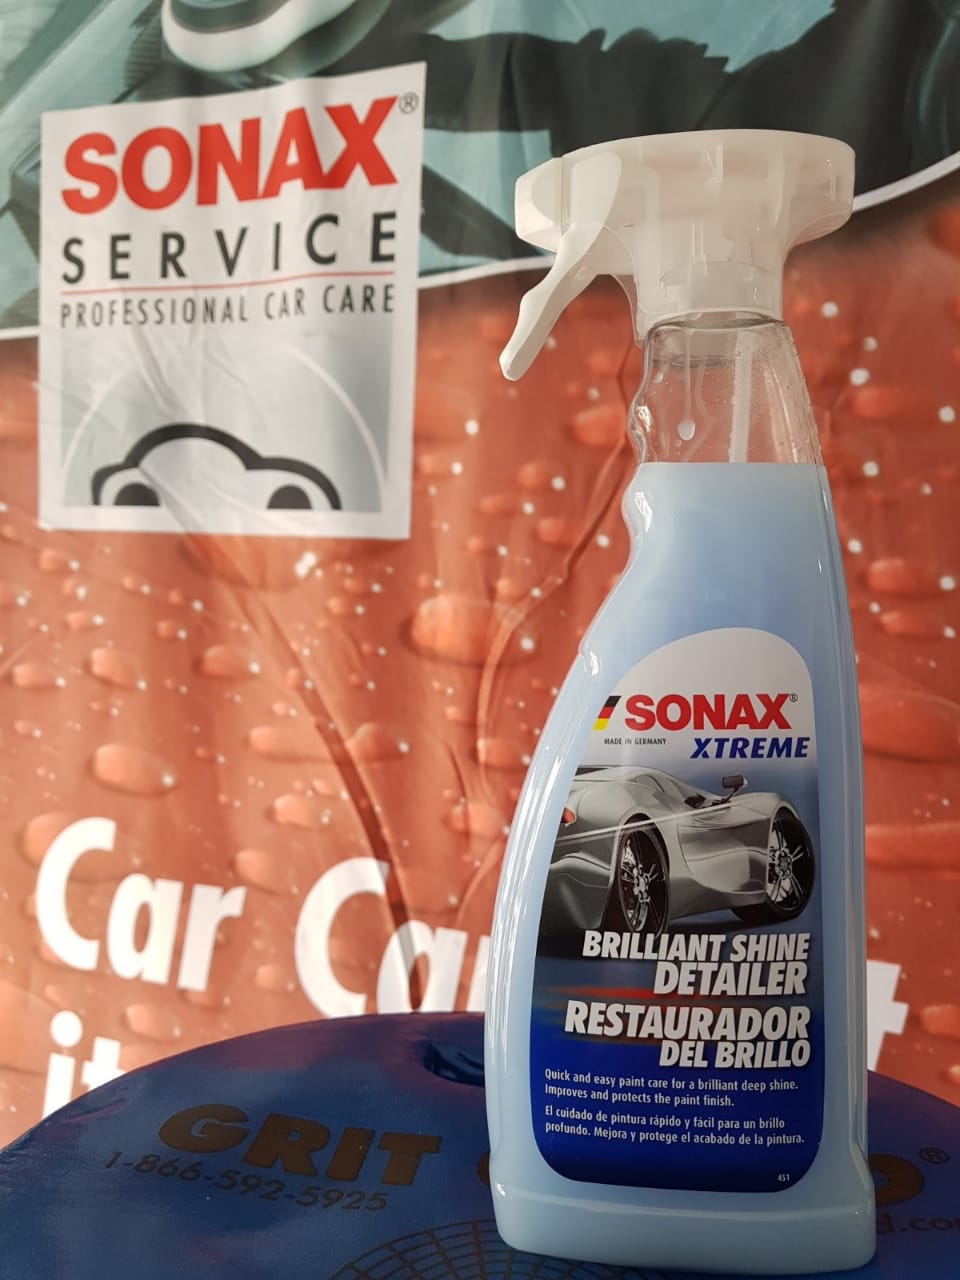 SONAX®
SERVICE
PROFESSIONAL CAR CARE
Car
it
SONAX®
MADE IN GERMANY
XTREME
BRILLIANT SHINE
DETAILER
RESTAURADOR
DEL BRILLO
Quick and easy paint care for a brilliant deep shine.
Improves and protects the paint finish.
El cuidado de pintura rápido y fácil para un brillo
profundo. Mejora y protege el acabado de la pintura.
451
GRIT
®
1-866-592-5925